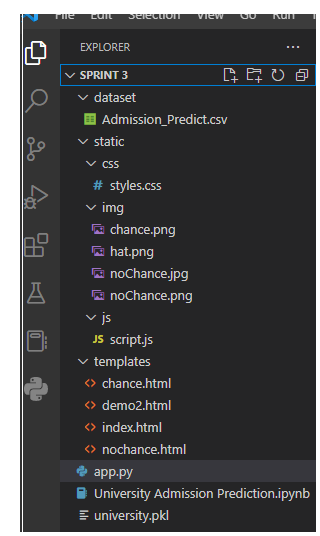 File Edit Selection View Go Run
EXPLORER ...
SPRINT 3
dataset
Admission_Predict.csv
static
css
# styles.css
img
chance.png
hat.png
noChance.jpg
noChance.png
js
JS script.js
templates
<> chance.html
<> demo2.html
<> index.html
<> nochance.html
app.py
University Admission Prediction.ipynb
university.pkl